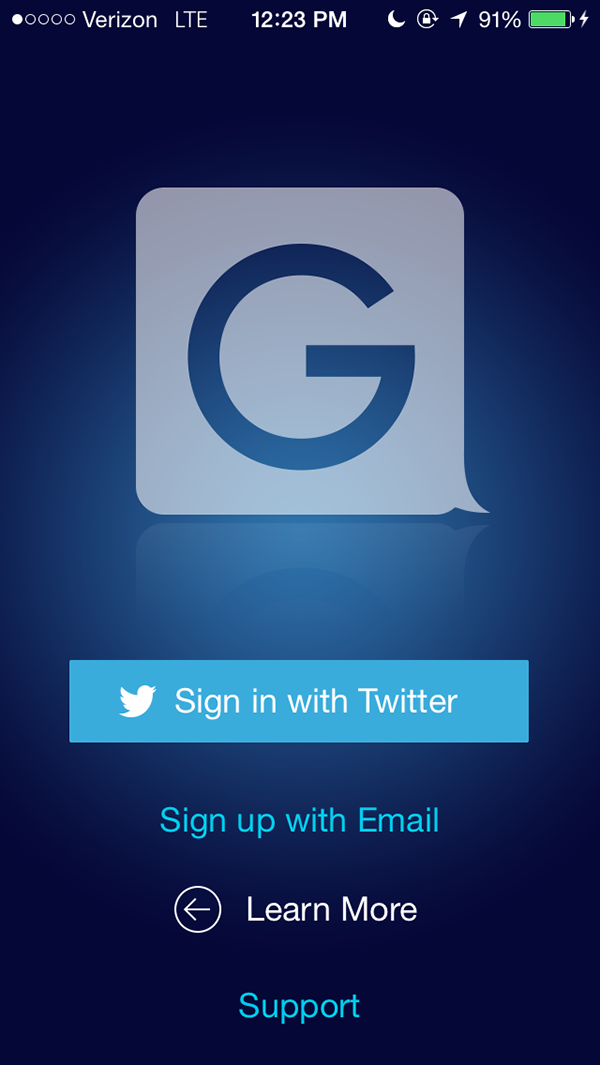 Verizon LTE 12:23 PM 91%
G
Sign in with Twitter
Sign up with Email
Learn More
Support